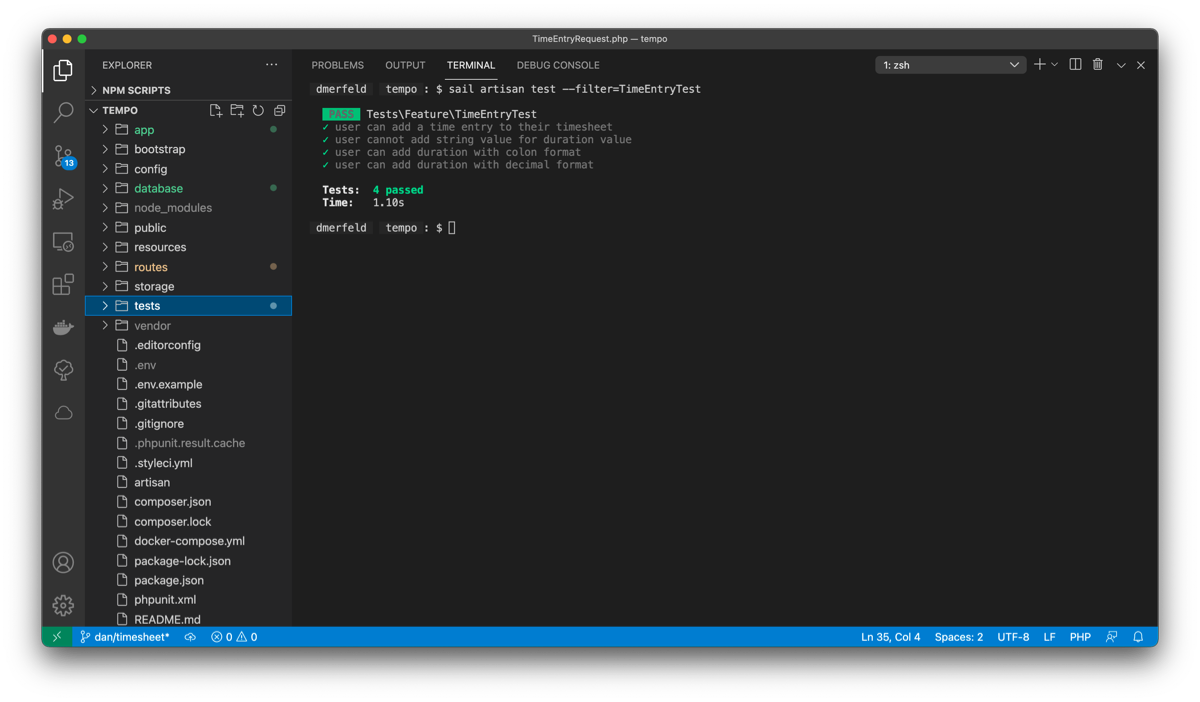 TimeEntryRequest.php — tempo
EXPLORER
NPM SCRIPTS
TEMPO
app
bootstrap
config
database
node_modules
public
resources
routes
storage
tests
vendor
.editorconfig
.env
.env.example
.gitattributes
.gitignore
.phpunit.result.cache
.styleci.yml
artisan
composer.json
composer.lock
docker-compose.yml
package-lock.json
package.json
phpunit.xml
README.md
13
PROBLEMS OUTPUT TERMINAL DEBUG CONSOLE 1: zsh
dmerfeld tempo : $ sail artisan test --filter=TimeEntryTest
PASS Tests\Feature\TimeEntryTest
✓ user can add a time entry to their timesheet
✓ user cannot add string value for duration value
✓ user can add duration with colon format
✓ user can add duration with decimal format
Tests: 4 passed
Time: 1.10s
dmerfeld tempo : $
dan/timesheet* 0 0 Ln 35, Col 4 Spaces: 2 UTF-8 LF PHP